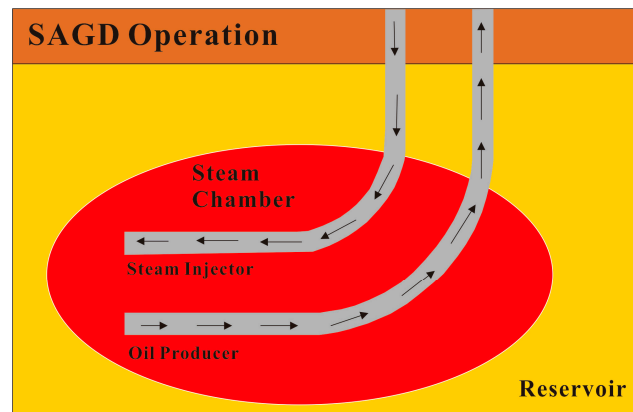 SAGD Operation
Steam
Chamber
Steam Injector
Oil Producer
Reservoir